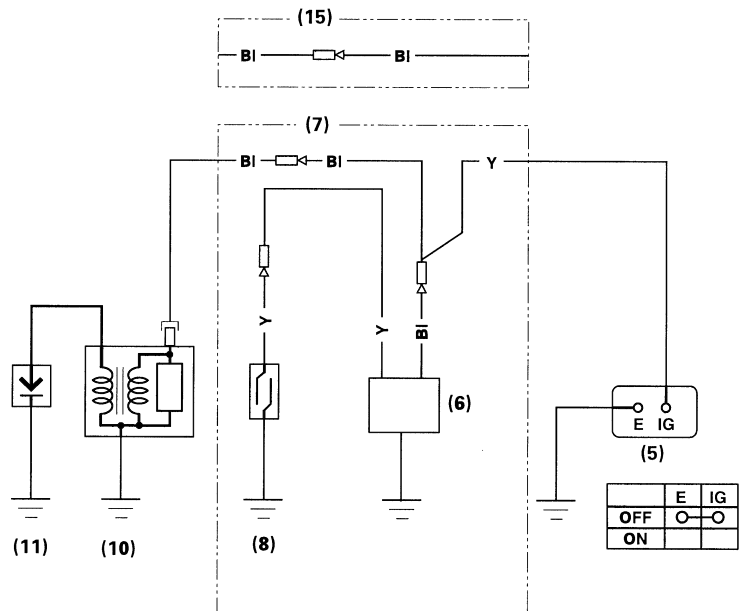 (15)
Bl Bl
(7)
Bl Bl Y
Y Y Bl
(6)
E IG
(5)
E IG
OFF
ON
(11) (10) (8)